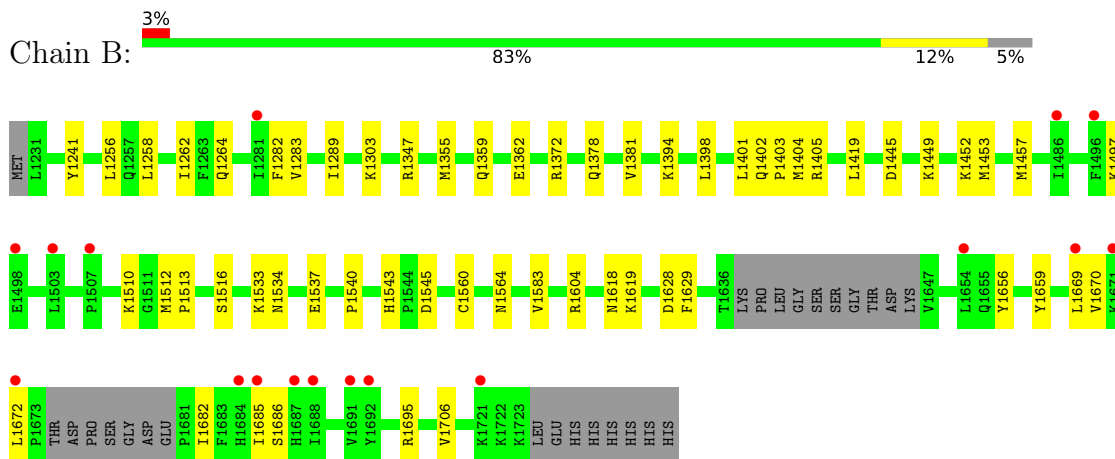 3%
Chain B:
83% 12% 5%
MET L1231 Y1241 L1256 Q1257 L1258 I1262 F1263 Q1264 I1281 F1282 V1283 I1289 K1303 R1347 M1355 Q1359 E1362 R1372 Q1378 V1381 K1394 L1398 L1401 Q1402 P1403 M1404 R1405 L1419 D1445 K1449 K1452 M1453 M1457 I1486 F1496 K1497
E1498 L1503 P1507 K1510 G1511 M1512 P1513 S1516 K1533 N1534 E1537 P1540 H1543 P1544 D1545 C1560 N1564 V1583 R1604 N1618 K1619 D1628 F1629 T1636 LYS PRO LEU GLY SER SER GLY THR ASP LYS V1647 L1654 Q1655 Y1656 Y1659 L1669 V1670 K1671
L1672 P1673 THR ASP PRO SER GLY ASP GLU P1681 I1682 F1683 H1684 I1685 S1686 H1687 I1688 V1691 Y1692 R1695 V1706 K1721 K1722 K1723 LEU GLU HIS HIS HIS HIS HIS HIS